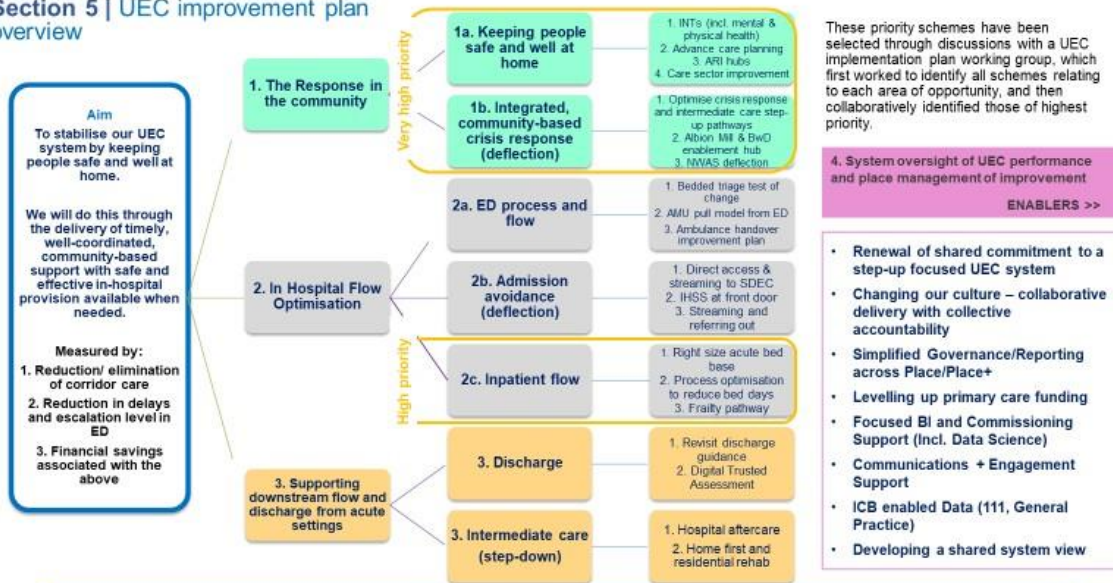 Section 5 | UEC improvement plan
overview
Aim
To stabilise our UEC
system by keeping
people safe and well at
home.
We will do this through
the delivery of timely,
well-coordinated,
community-based
support with safe and
effective in-hospital
provision available when
needed.
Measured by:
1. Reduction/ elimination
of corridor care
2. Reduction in delays
and escalation level in
ED
3. Financial savings
associated with the
above
1. The Response in
the community
Very high priority
1a. Keeping people
safe and well at
home
1. INTs (incl. mental &
physical health)
2. Advance care planning
3. ARI hubs
4. Care sector improvement
1b. Integrated,
community-based
crisis response
(deflection)
1. Optimise crisis response
and intermediate care step-
up pathways
2. Albion Mill & BwD
enablement hub
3. NWAS deflection
2. In Hospital Flow
Optimisation
2a. ED process and
flow
1. Bedded triage test of
change
2. AMU pull model from ED
3. Ambulance handover
improvement plan
2b. Admission
avoidance
(deflection)
1. Direct access &
streaming to SDEC
2. IHSS at front door
3. Streaming and
referring out
High priority
2c. Inpatient flow
1. Right size acute bed
base
2. Process optimisation
to reduce bed days
3. Frailty pathway
3. Supporting
downstream flow and
discharge from acute
settings
3. Discharge
1. Revisit discharge
guidance
2. Digital Trusted
Assessment
3. Intermediate care
(step-down)
1. Hospital aftercare
2. Home first and
residential rehab
These priority schemes have been
selected through discussions with a UEC
implementation plan working group, which
first worked to identify all schemes relating
to each area of opportunity, and then
collaboratively identified those of highest
priority.
4. System oversight of UEC performance
and place management of improvement
ENABLERS >>
• Renewal of shared commitment to a
step-up focused UEC system
• Changing our culture – collaborative
delivery with collective
accountability
• Simplified Governance/Reporting
across Place/Place+
• Levelling up primary care funding
• Focused BI and Commissioning
Support (Incl. Data Science)
• Communications + Engagement
Support
• ICB enabled Data (111, General
Practice)
• Developing a shared system view